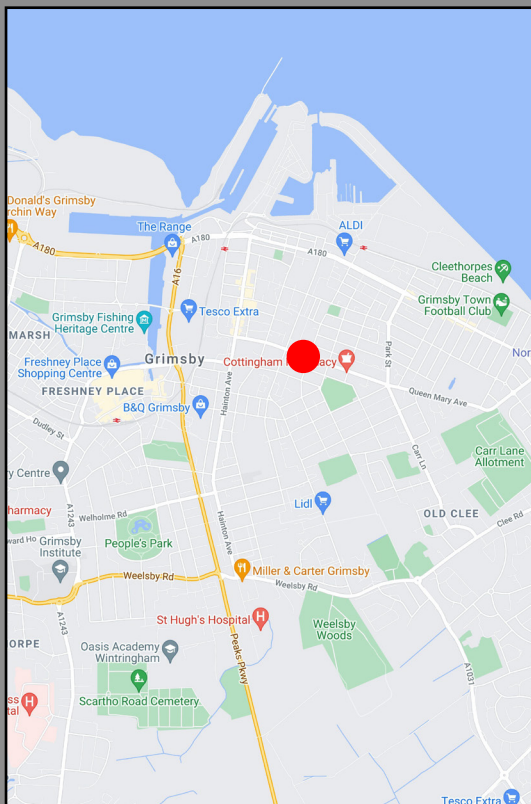 Donald's Grimsby
rchin Way
A180
The Range
A180
ALDI
A180
A16
Cleethorpes
Beach
Grimsby Town
Football Club
Grimsby Fishing
Heritage Centre
Tesco Extra
MARSH
Grimsby
Freshney Place
Shopping Centre
Cottingham
acy
Park St
Nor
FRESHNEY PLACE
Hainton Ave
B&Q Grimsby
Queen Mary Ave
Dudley St
Carr Lane
Allotment
Carr Ln
ry Centre
Lidl
harmacy
A1243
Welholme Rd
OLD CLEE
Clee Rd
Hainton Ave
ward Ho
Grimsby
Institute
People's Park
Weelsby Rd
Miller & Carter Grimsby
Weelsby Rd
A1243
St Hugh's Hospital
Weelsby
Woods
ORPE
Oasis Academy
Wintringham
Peaks Pkwy
A1031
Scartho Road Cemetery
ss
tal
Tesco Extra